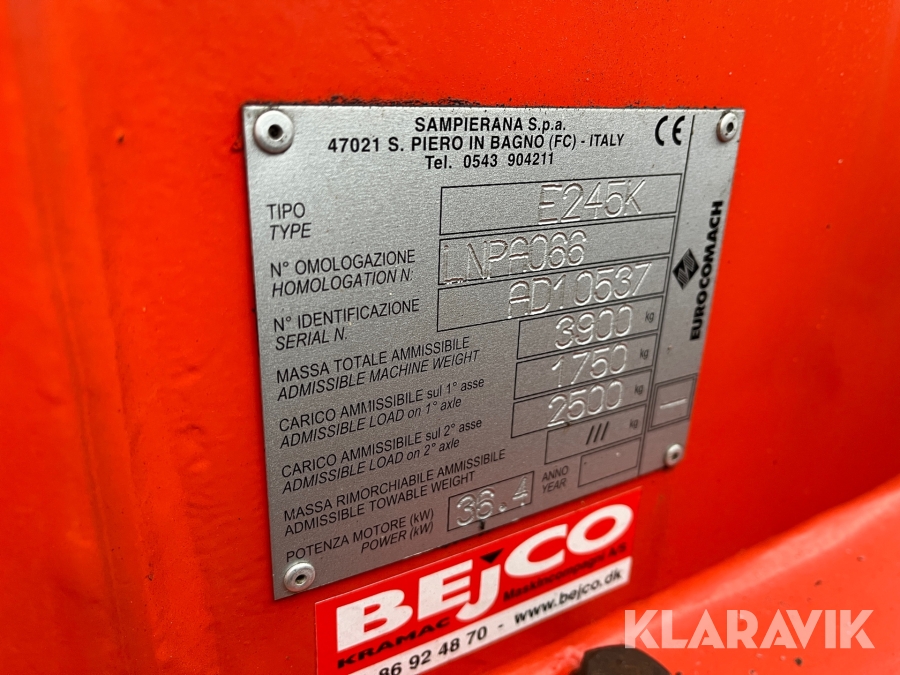 SAMPIERANA S.p.a.
47021 S. PIERO IN BAGNO (FC) - ITALY
Tel. 0543 904211
CE
TIPO
TYPE
E245K
N° OMOLOGAZIONE
HOMOLOGATION N.
LNPA066
N° IDENTIFICAZIONE
SERIAL N.
AD10537
MASSA TOTALE AMMISSIBILE
ADMISSIBLE MACHINE WEIGHT
3900 kg
CARICO AMMISSIBILE sul 1° asse
ADMISSIBLE LOAD on 1° axle
1750 kg
CARICO AMMISSIBILE sul 2° asse
ADMISSIBLE LOAD on 2° axle
2500 kg
MASSA RIMORCHIABILE AMMISSIBILE
ADMISSIBLE TOWABLE WEIGHT
/// kg
POTENZA MOTORE (kW)
POWER (kW)
36.4
ANNO
YEAR
EUROCOMACH
BEJCO
KRAMAC Maskincompagni A/S
86 92 48 70 - www.bejco.dk
KLARAVIK